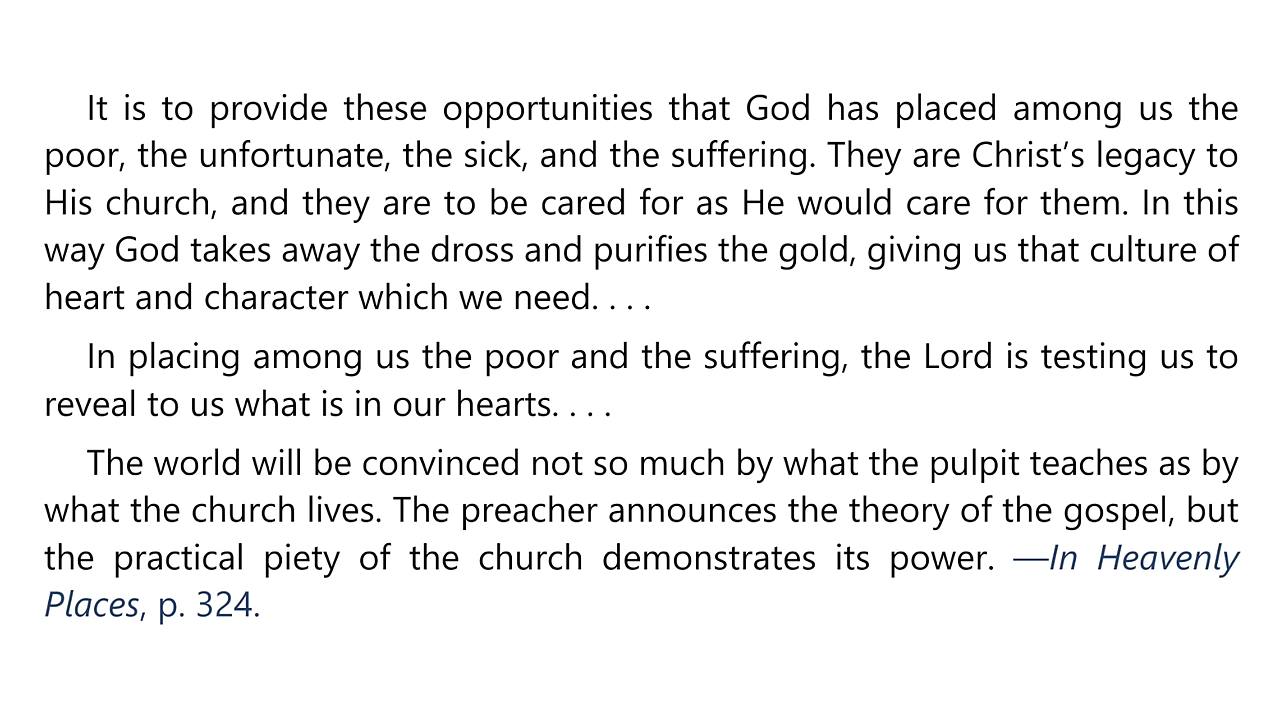 It is to provide these opportunities that God has placed among us the
poor, the unfortunate, the sick, and the suffering. They are Christ’s legacy to
His church, and they are to be cared for as He would care for them. In this
way God takes away the dross and purifies the gold, giving us that culture of
heart and character which we need. . . .
In placing among us the poor and the suffering, the Lord is testing us to
reveal to us what is in our hearts. . . .
The world will be convinced not so much by what the pulpit teaches as by
what the church lives. The preacher announces the theory of the gospel, but
the practical piety of the church demonstrates its power. —In Heavenly
Places, p. 324.